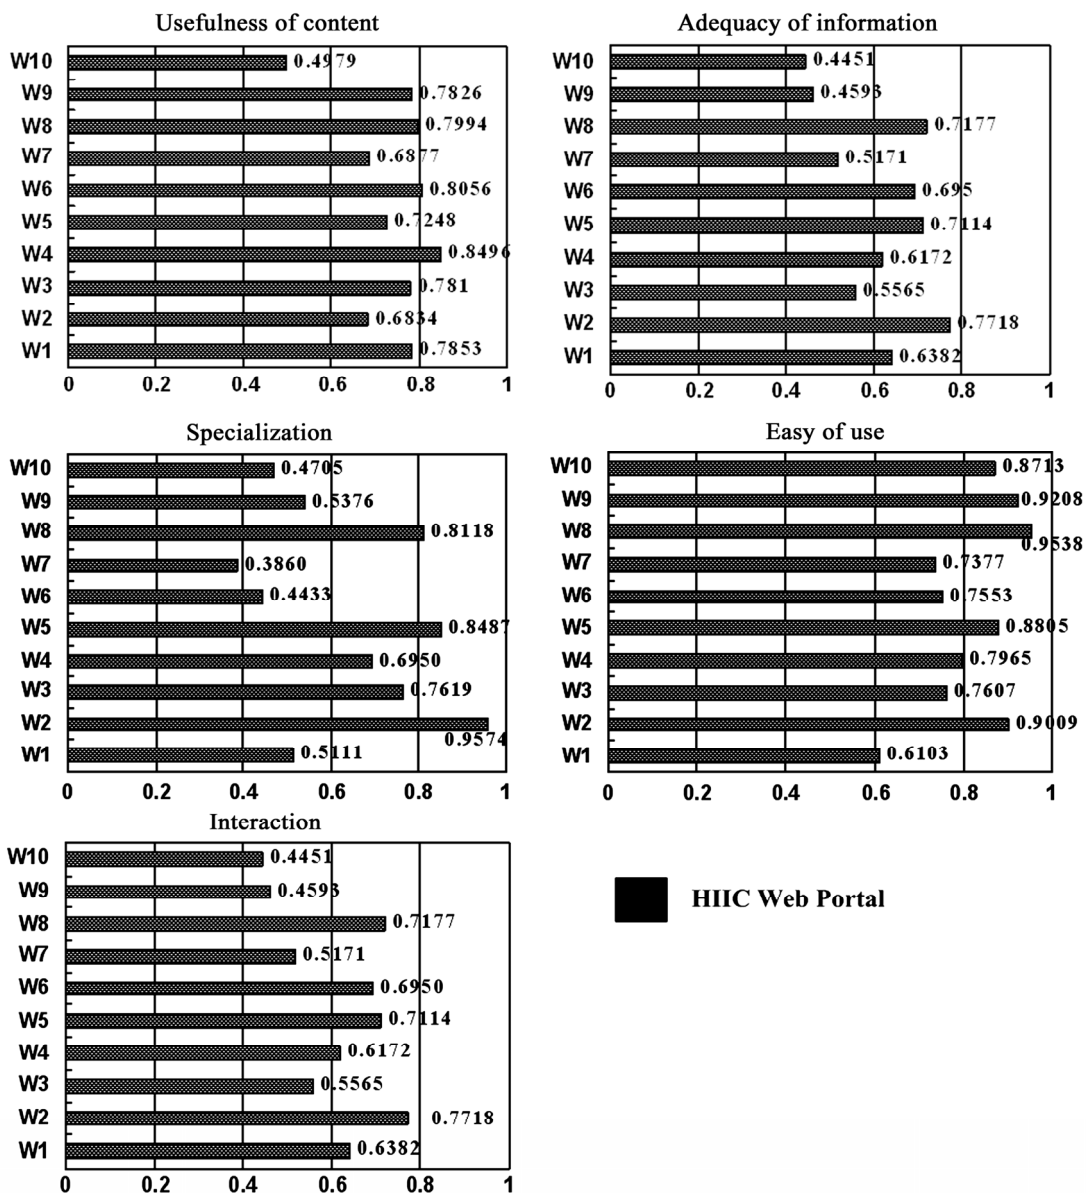 Usefulness of content
W10 0.4979
W9 0.7826
W8 0.7994
W7 0.6877
W6 0.8056
W5 0.7248
W4 0.8496
W3 0.781
W2 0.6834
W1 0.7853
0 0.2 0.4 0.6 0.8 1
Adequacy of information
W10 0.4451
W9 0.4593
W8 0.7177
W7 0.5171
W6 0.695
W5 0.7114
W4 0.6172
W3 0.5565
W2 0.7718
W1 0.6382
0 0.2 0.4 0.6 0.8 1
Specialization
W10 0.4705
W9 0.5376
W8 0.8118
W7 0.3860
W6 0.4433
W5 0.8487
W4 0.6950
W3 0.7619
W2 0.9574
W1 0.5111
0 0.2 0.4 0.6 0.8 1
Easy of use
W10 0.8713
W9 0.9208
W8 0.9538
W7 0.7377
W6 0.7553
W5 0.8805
W4 0.7965
W3 0.7607
W2 0.9009
W1 0.6103
0 0.2 0.4 0.6 0.8 1
Interaction
W10 0.4451
W9 0.4593
W8 0.7177
W7 0.5171
W6 0.6950
W5 0.7114
W4 0.6172
W3 0.5565
W2 0.7718
W1 0.6382
0 0.2 0.4 0.6 0.8 1
HIIC Web Portal